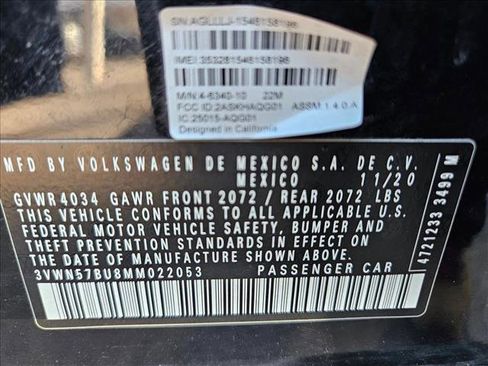 S/N:AGLLLJ-1546158196
IMEI:353281546158196
M/N:4-6340-10 22M
FCC ID:2ASKHAQG01 ASSM 1.4.0.A
IC:25015-AQG01
Designed in California
MFD BY VOLKSWAGEN DE MEXICO S.A. DE C.V.
MEXICO 11/20
GVWR 4034 GAWR FRONT 2072 / REAR 2072 LBS
THIS VEHICLE CONFORMS TO ALL APPLICABLE U.S.
FEDERAL MOTOR VEHICLE SAFETY, BUMPER AND
THEFT PREVENTION STANDARDS IN EFFECT ON THE
DATE OF MANUFACTURE SHOWN ABOVE.
3VWN57BU8MM022053 PASSENGER CAR
4721233 3499 M